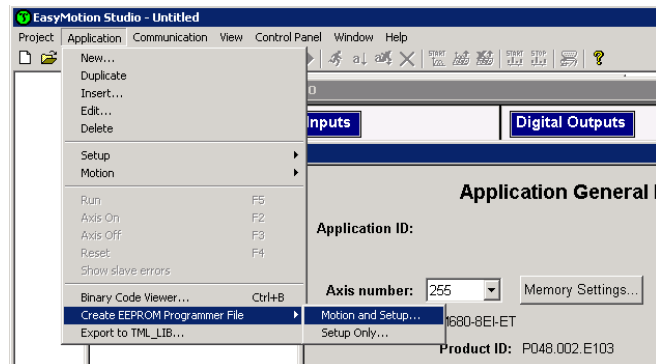 EasyMotion Studio - Untitled
Project Application Communication View Control Panel Window Help
New...
Duplicate
Insert...
Edit...
Delete
Setup
Motion
Run F5
Axis On F2
Axis Off F3
Reset F4
Show slave errors
Binary Code Viewer... Ctrl+B
Create EEPROM Programmer File
Export to TML_LIB...
Motion and Setup...
Setup Only...
Inputs
Digital Outputs
Application General
Application ID:
Axis number: 255 Memory Settings...
680-8EI-ET
Product ID: P048.002.E103